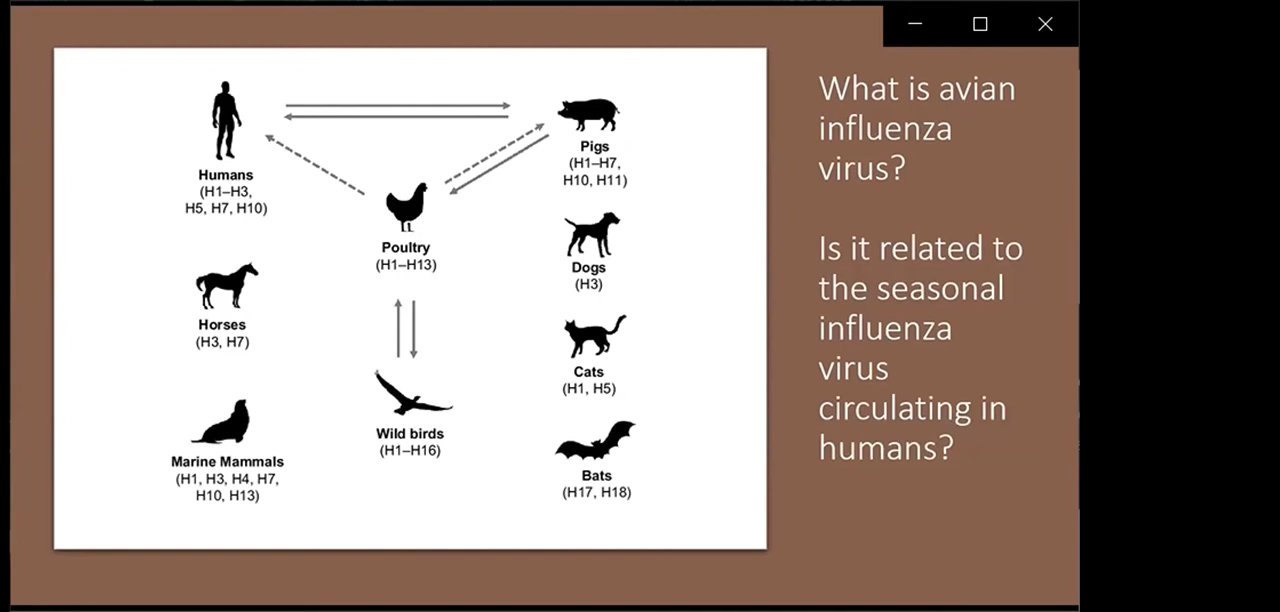 Humans
(H1–H3,
H5, H7, H10)
Pigs
(H1–H7,
H10, H11)
Poultry
(H1–H13)
Dogs
(H3)
Horses
(H3, H7)
Cats
(H1, H5)
Wild birds
(H1–H16)
Marine Mammals
(H1, H3, H4, H7,
H10, H13)
Bats
(H17, H18)
What is avian
influenza
virus?
Is it related to
the seasonal
influenza
virus
circulating in
humans?